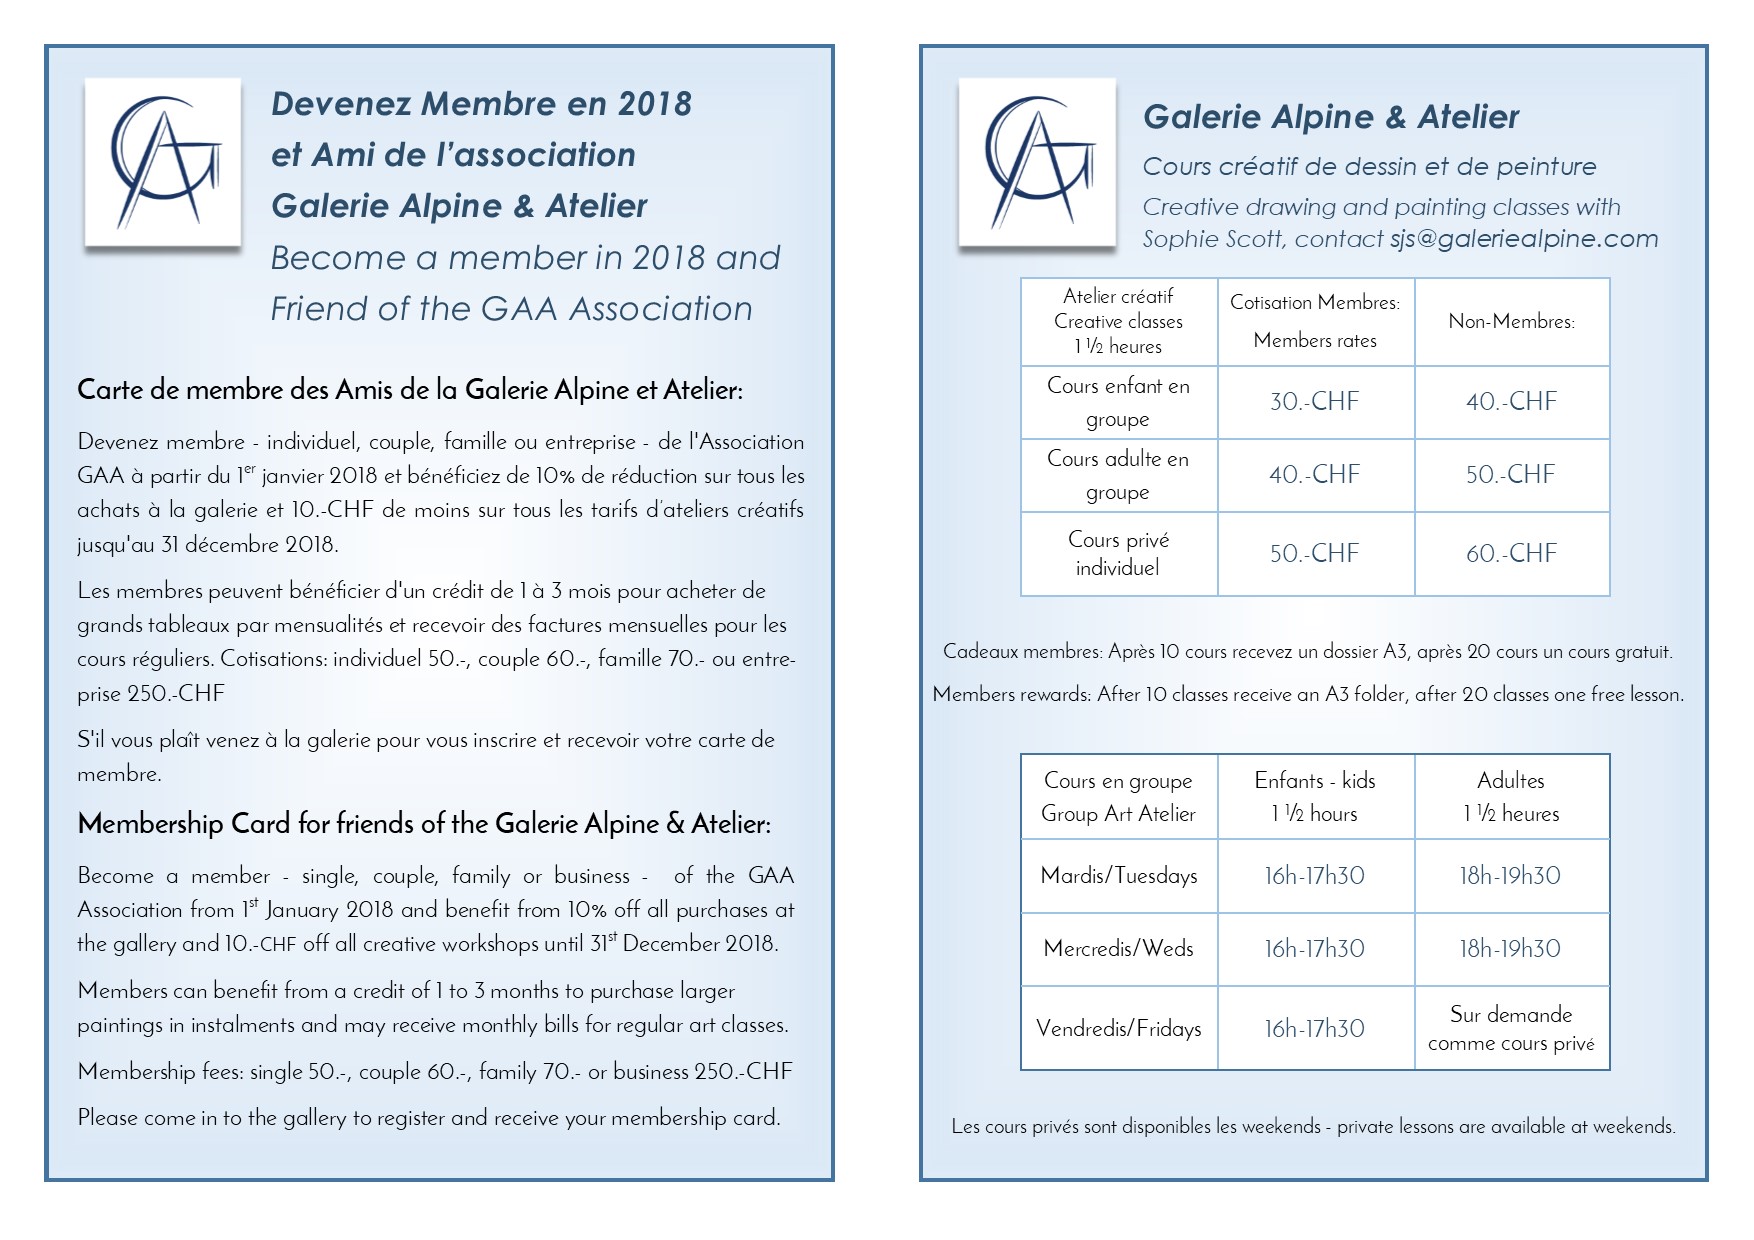 Devenez Membre en 2018
et Ami de l’association
Galerie Alpine & Atelier
Become a member in 2018 and
Friend of the GAA Association
Carte de membre des Amis de la Galerie Alpine et Atelier:
Devenez membre - individuel, couple, famille ou entreprise - de l'Association
GAA à partir du 1er janvier 2018 et bénéficiez de 10% de réduction sur tous les
achats à la galerie et 10.-CHF de moins sur tous les tarifs d’ateliers créatifs
jusqu'au 31 décembre 2018.
Les membres peuvent bénéficier d'un crédit de 1 à 3 mois pour acheter de
grands tableaux par mensualités et recevoir des factures mensuelles pour les
cours réguliers. Cotisations: individuel 50.-, couple 60.-, famille 70.- ou entre-
prise 250.-CHF
S'il vous plaît venez à la galerie pour vous inscrire et recevoir votre carte de
membre.
Membership Card for friends of the Galerie Alpine & Atelier:
Become a member - single, couple, family or business - of the GAA
Association from 1st January 2018 and benefit from 10% off all purchases at
the gallery and 10.-CHF off all creative workshops until 31st December 2018.
Members can benefit from a credit of 1 to 3 months to purchase larger
paintings in instalments and may receive monthly bills for regular art classes.
Membership fees: single 50.-, couple 60.-, family 70.- or business 250.-CHF
Please come in to the gallery to register and receive your membership card.
Galerie Alpine & Atelier
Cours créatif de dessin et de peinture
Creative drawing and painting classes with
Sophie Scott, contact sjs@galeriealpine.com
Atelier créatif
Creative classes
1 ½ heures
Cotisation Membres:
Members rates
Non-Membres:
Cours enfant en
groupe
30.-CHF
40.-CHF
Cours adulte en
groupe
40.-CHF
50.-CHF
Cours privé
individuel
50.-CHF
60.-CHF
Cadeaux membres: Après 10 cours recevez un dossier A3, après 20 cours un cours gratuit.
Members rewards: After 10 classes receive an A3 folder, after 20 classes one free lesson.
Cours en groupe
Group Art Atelier
Enfants - kids
1 ½ hours
Adultes
1 ½ heures
Mardis/Tuesdays
16h-17h30
18h-19h30
Mercredis/Weds
16h-17h30
18h-19h30
Vendredis/Fridays
16h-17h30
Sur demande
comme cours privé
Les cours privés sont disponibles les weekends - private lessons are available at weekends.